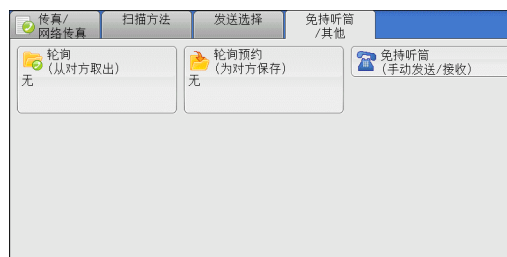 传真/
网络传真
扫描方法
发送选择
免持听筒
/其他
轮询
(从对方取出)
无
轮询预约
(为对方保存)
无
免持听筒
(手动发送/接收)